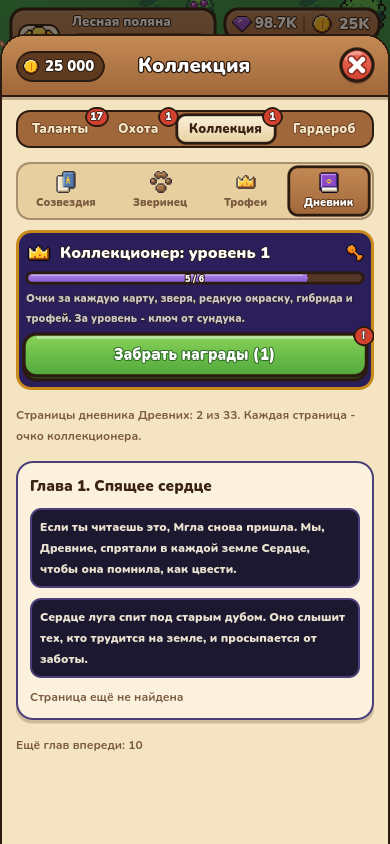 Лесная поляна
98.7K
25K
25 000
Коллекция
17
1
1
Таланты
Охота
Коллекция
Гардероб
Созвездия
Зверинец
Трофеи
Дневник
Коллекционер: уровень 1
5/6
Очки за каждую карту, зверя, редкую окраску, гибрида и
трофей. За уровень - ключ от сундука.
!
Забрать награды (1)
Страницы дневника Древних: 2 из 33. Каждая страница -
очко коллекционера.
Глава 1. Спящее сердце
Если ты читаешь это, Мгла снова пришла. Мы,
Древние, спрятали в каждой земле Сердце,
чтобы она помнила, как цвести.
Сердце луга спит под старым дубом. Оно слышит
тех, кто трудится на земле, и просыпается от
заботы.
Страница ещё не найдена
Ещё глав впереди: 10